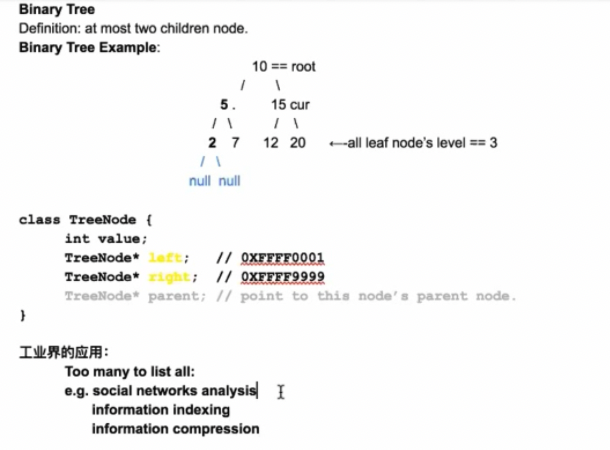 Binary Tree
Definition: at most two children node.
Binary Tree Example:
10 == root
/ \
5 . 15 cur
/ \ / \
2 7 12 20 ←—all leaf node's level == 3
/ \
null null
class TreeNode {
int value;
TreeNode* left; // 0XFFFF0001
TreeNode* right; // 0XFFFF9999
TreeNode* parent; // point to this node's parent node.
}
工业界的应用:
Too many to list all:
e.g. social networks analysis
information indexing
information compression